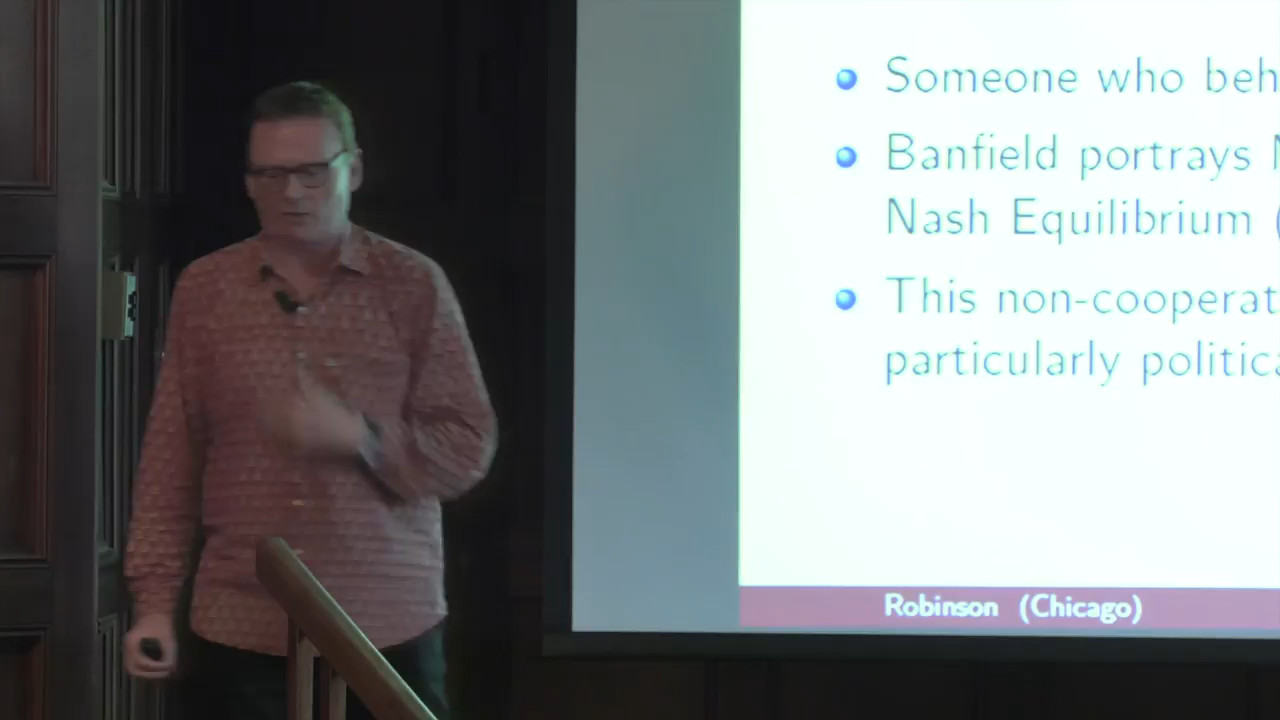 Someone who beh
Banfield portrays
Nash Equilibrium (
This non-cooperat
particularly politica
Robinson (Chicago)